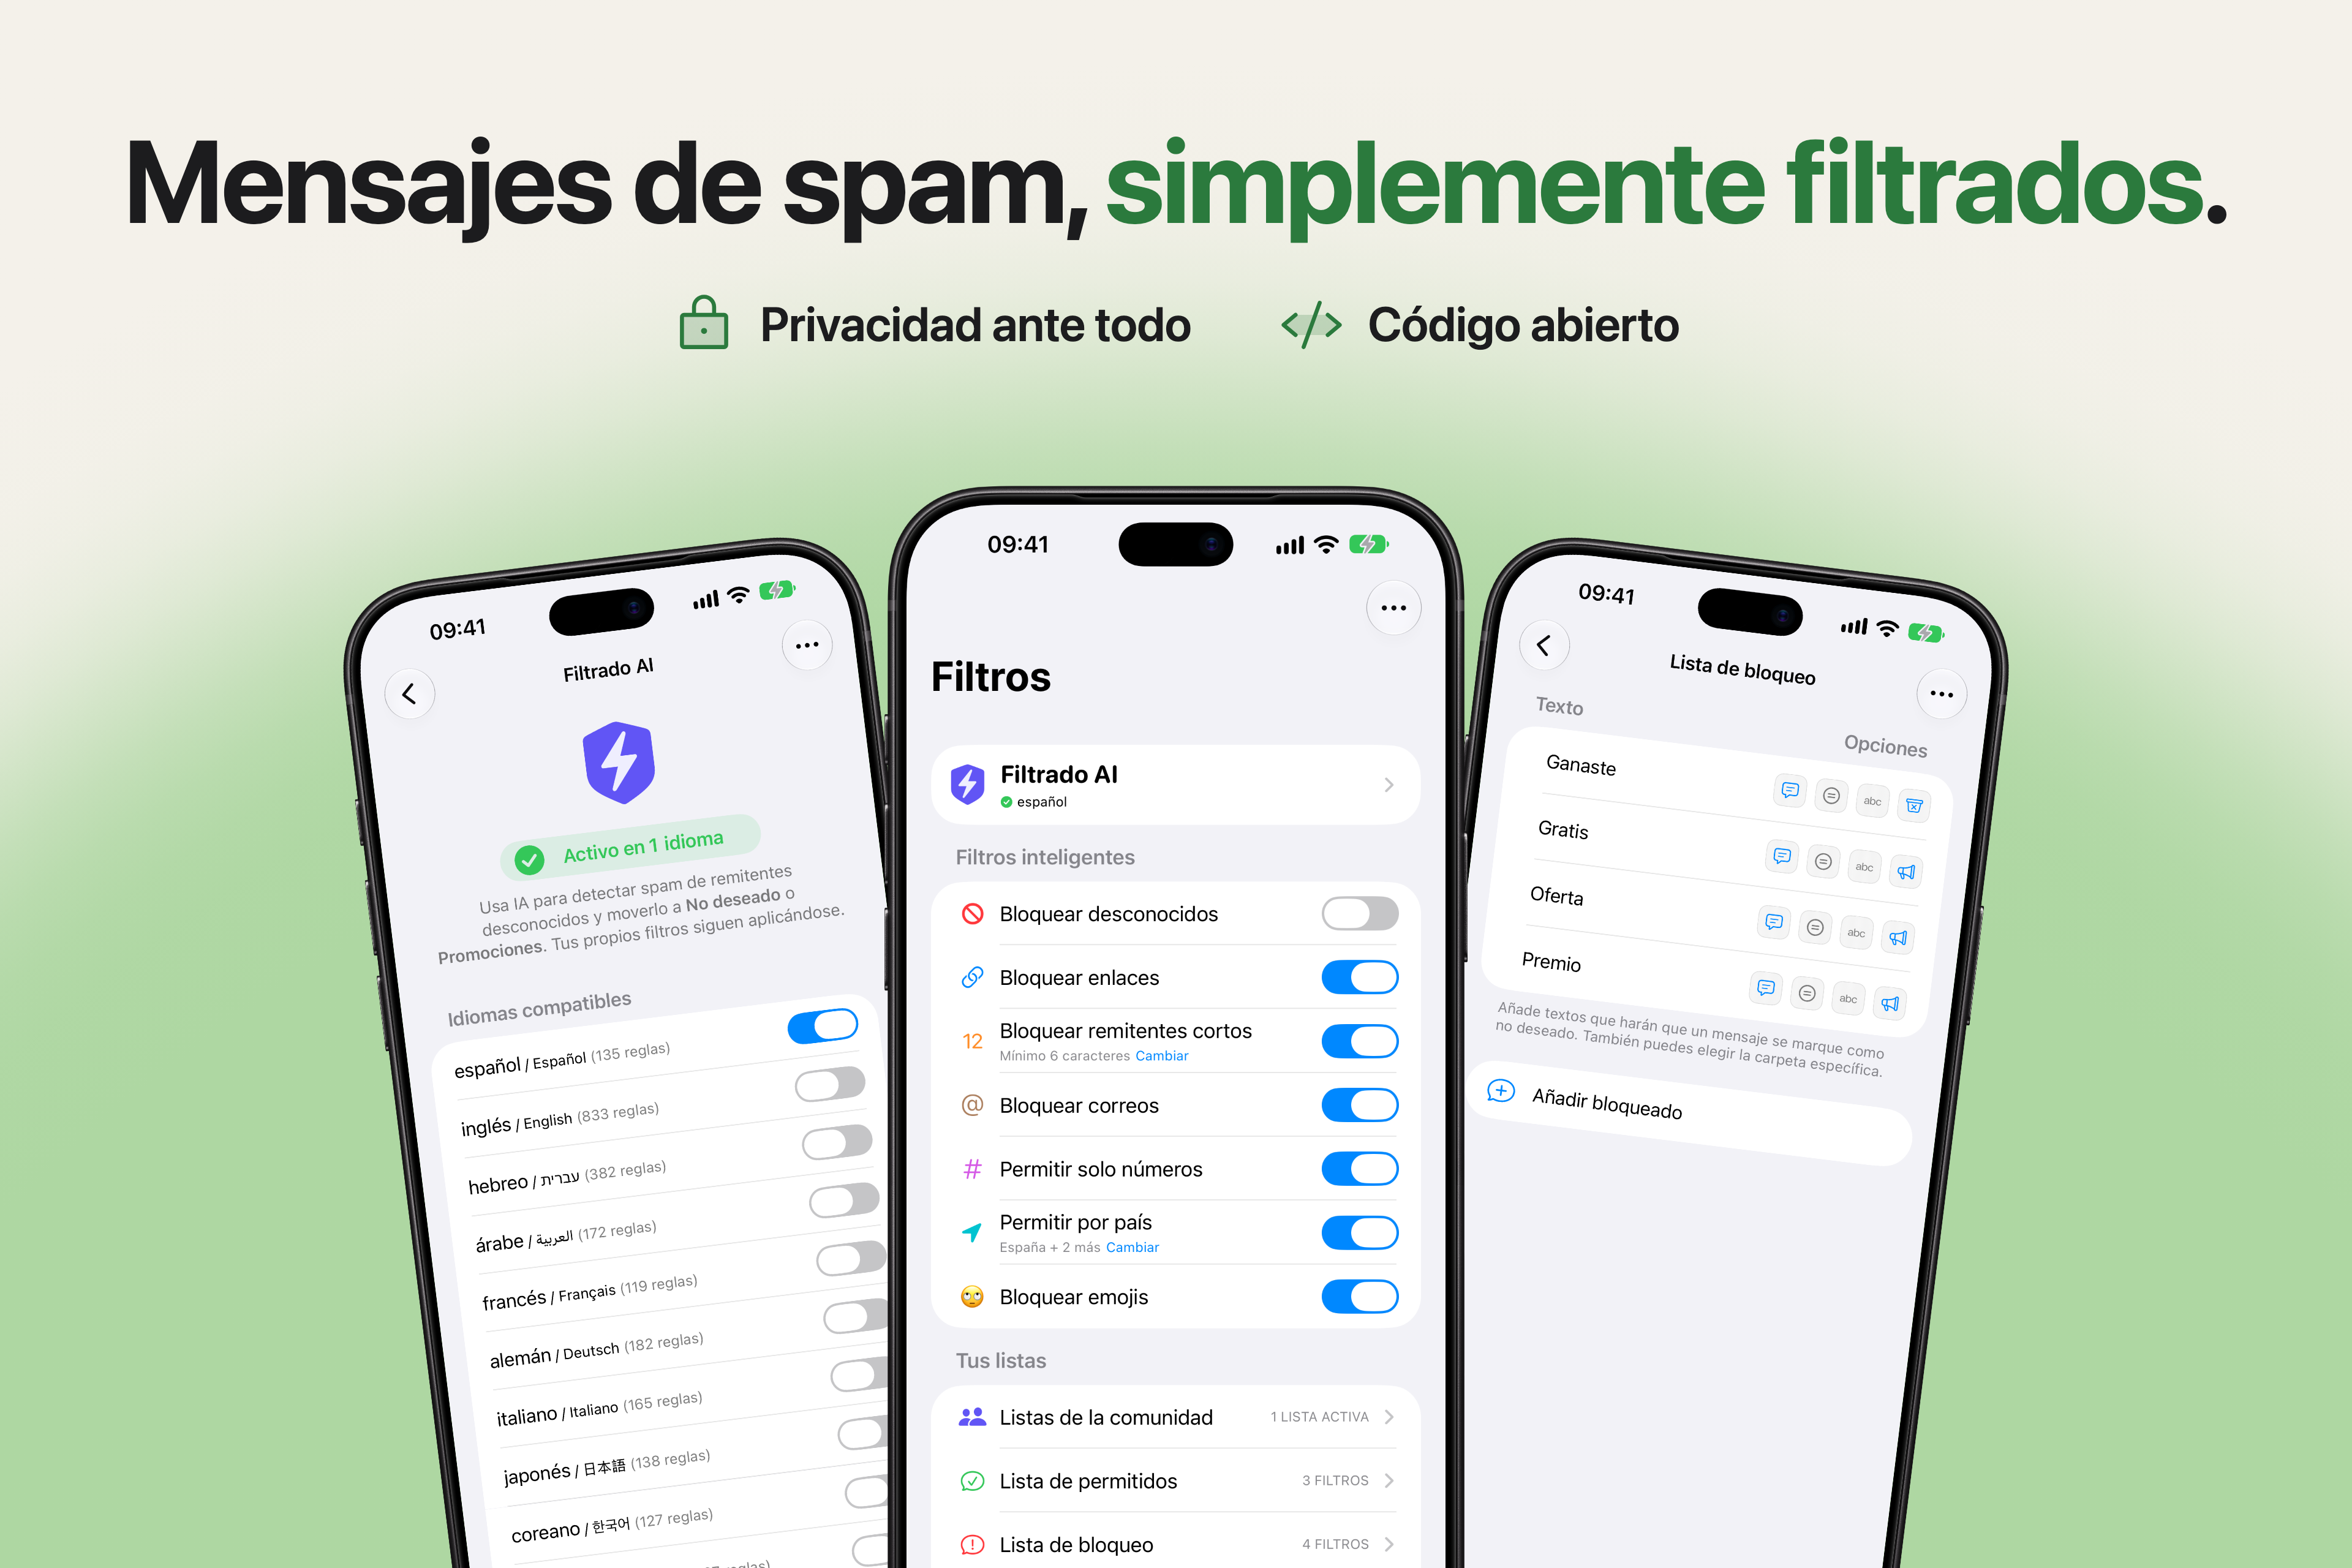 Mensajes de spam, simplemente filtrados.
Privacidad ante todo
Código abierto
09:41
Filtrado AI
Activo en 1 idioma
Usa IA para detectar spam de remitentes
desconocidos y moverlo a No deseado o
Promociones. Tus propios filtros siguen aplicándose.
Idiomas compatibles
español / Español (135 reglas)
inglés / English (833 reglas)
hebreo / עברית (382 reglas)
árabe / العربية (172 reglas)
francés / Français (119 reglas)
alemán / Deutsch (182 reglas)
italiano / Italiano (165 reglas)
japonés / 日本語 (138 reglas)
coreano / 한국어 (127 reglas)
09:41
Filtros
Filtrado AI
español
Filtros inteligentes
Bloquear desconocidos
Bloquear enlaces
12 Bloquear remitentes cortos
Mínimo 6 caracteres Cambiar
@ Bloquear correos
# Permitir solo números
Permitir por país
España + 2 más Cambiar
Bloquear emojis
Tus listas
Listas de la comunidad 1 LISTA ACTIVA
Lista de permitidos 3 FILTROS
Lista de bloqueo 4 FILTROS
09:41
Lista de bloqueo
Texto
Opciones
Ganaste abc
Gratis abc
Oferta abc
Premio abc
Añade textos que harán que un mensaje se marque como
no deseado. También puedes elegir la carpeta específica.
Añadir bloqueado